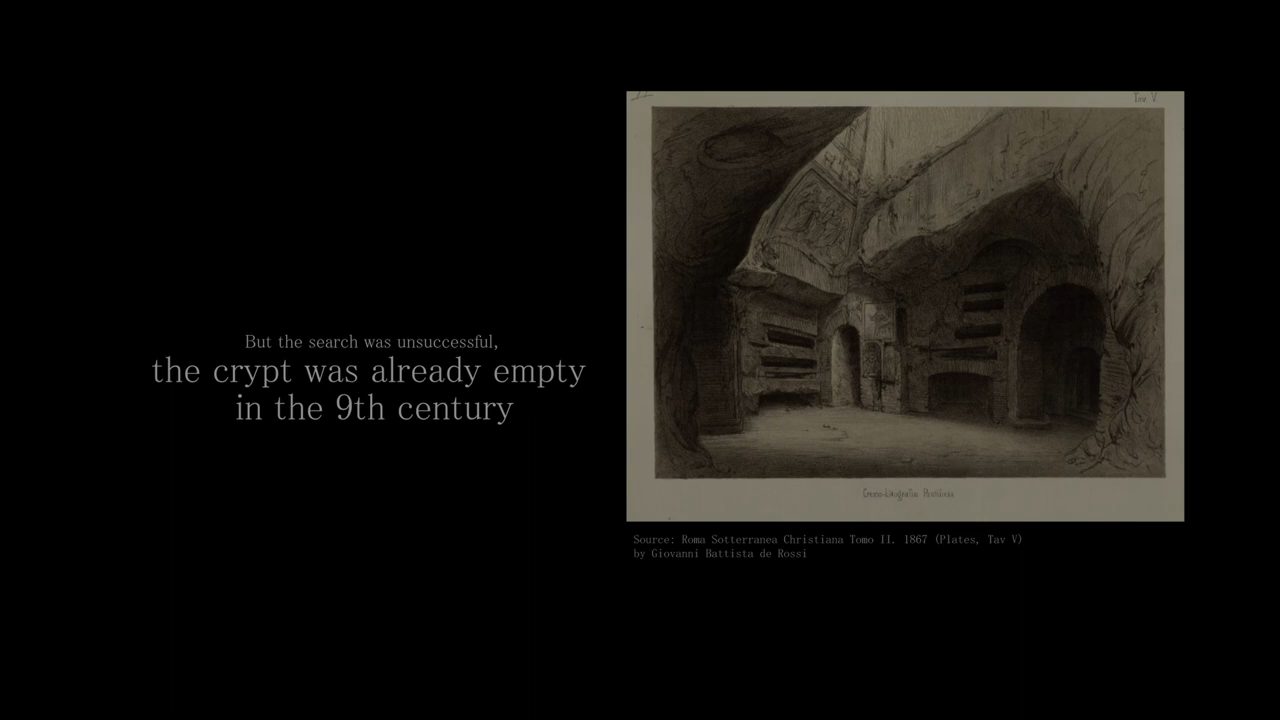 But the search was unsuccessful,
the crypt was already empty
in the 9th century
Tav. V
Source: Roma Sotterranea Christiana Tomo II. 1867 (Plates, Tav V)
by Giovanni Battista de Rossi